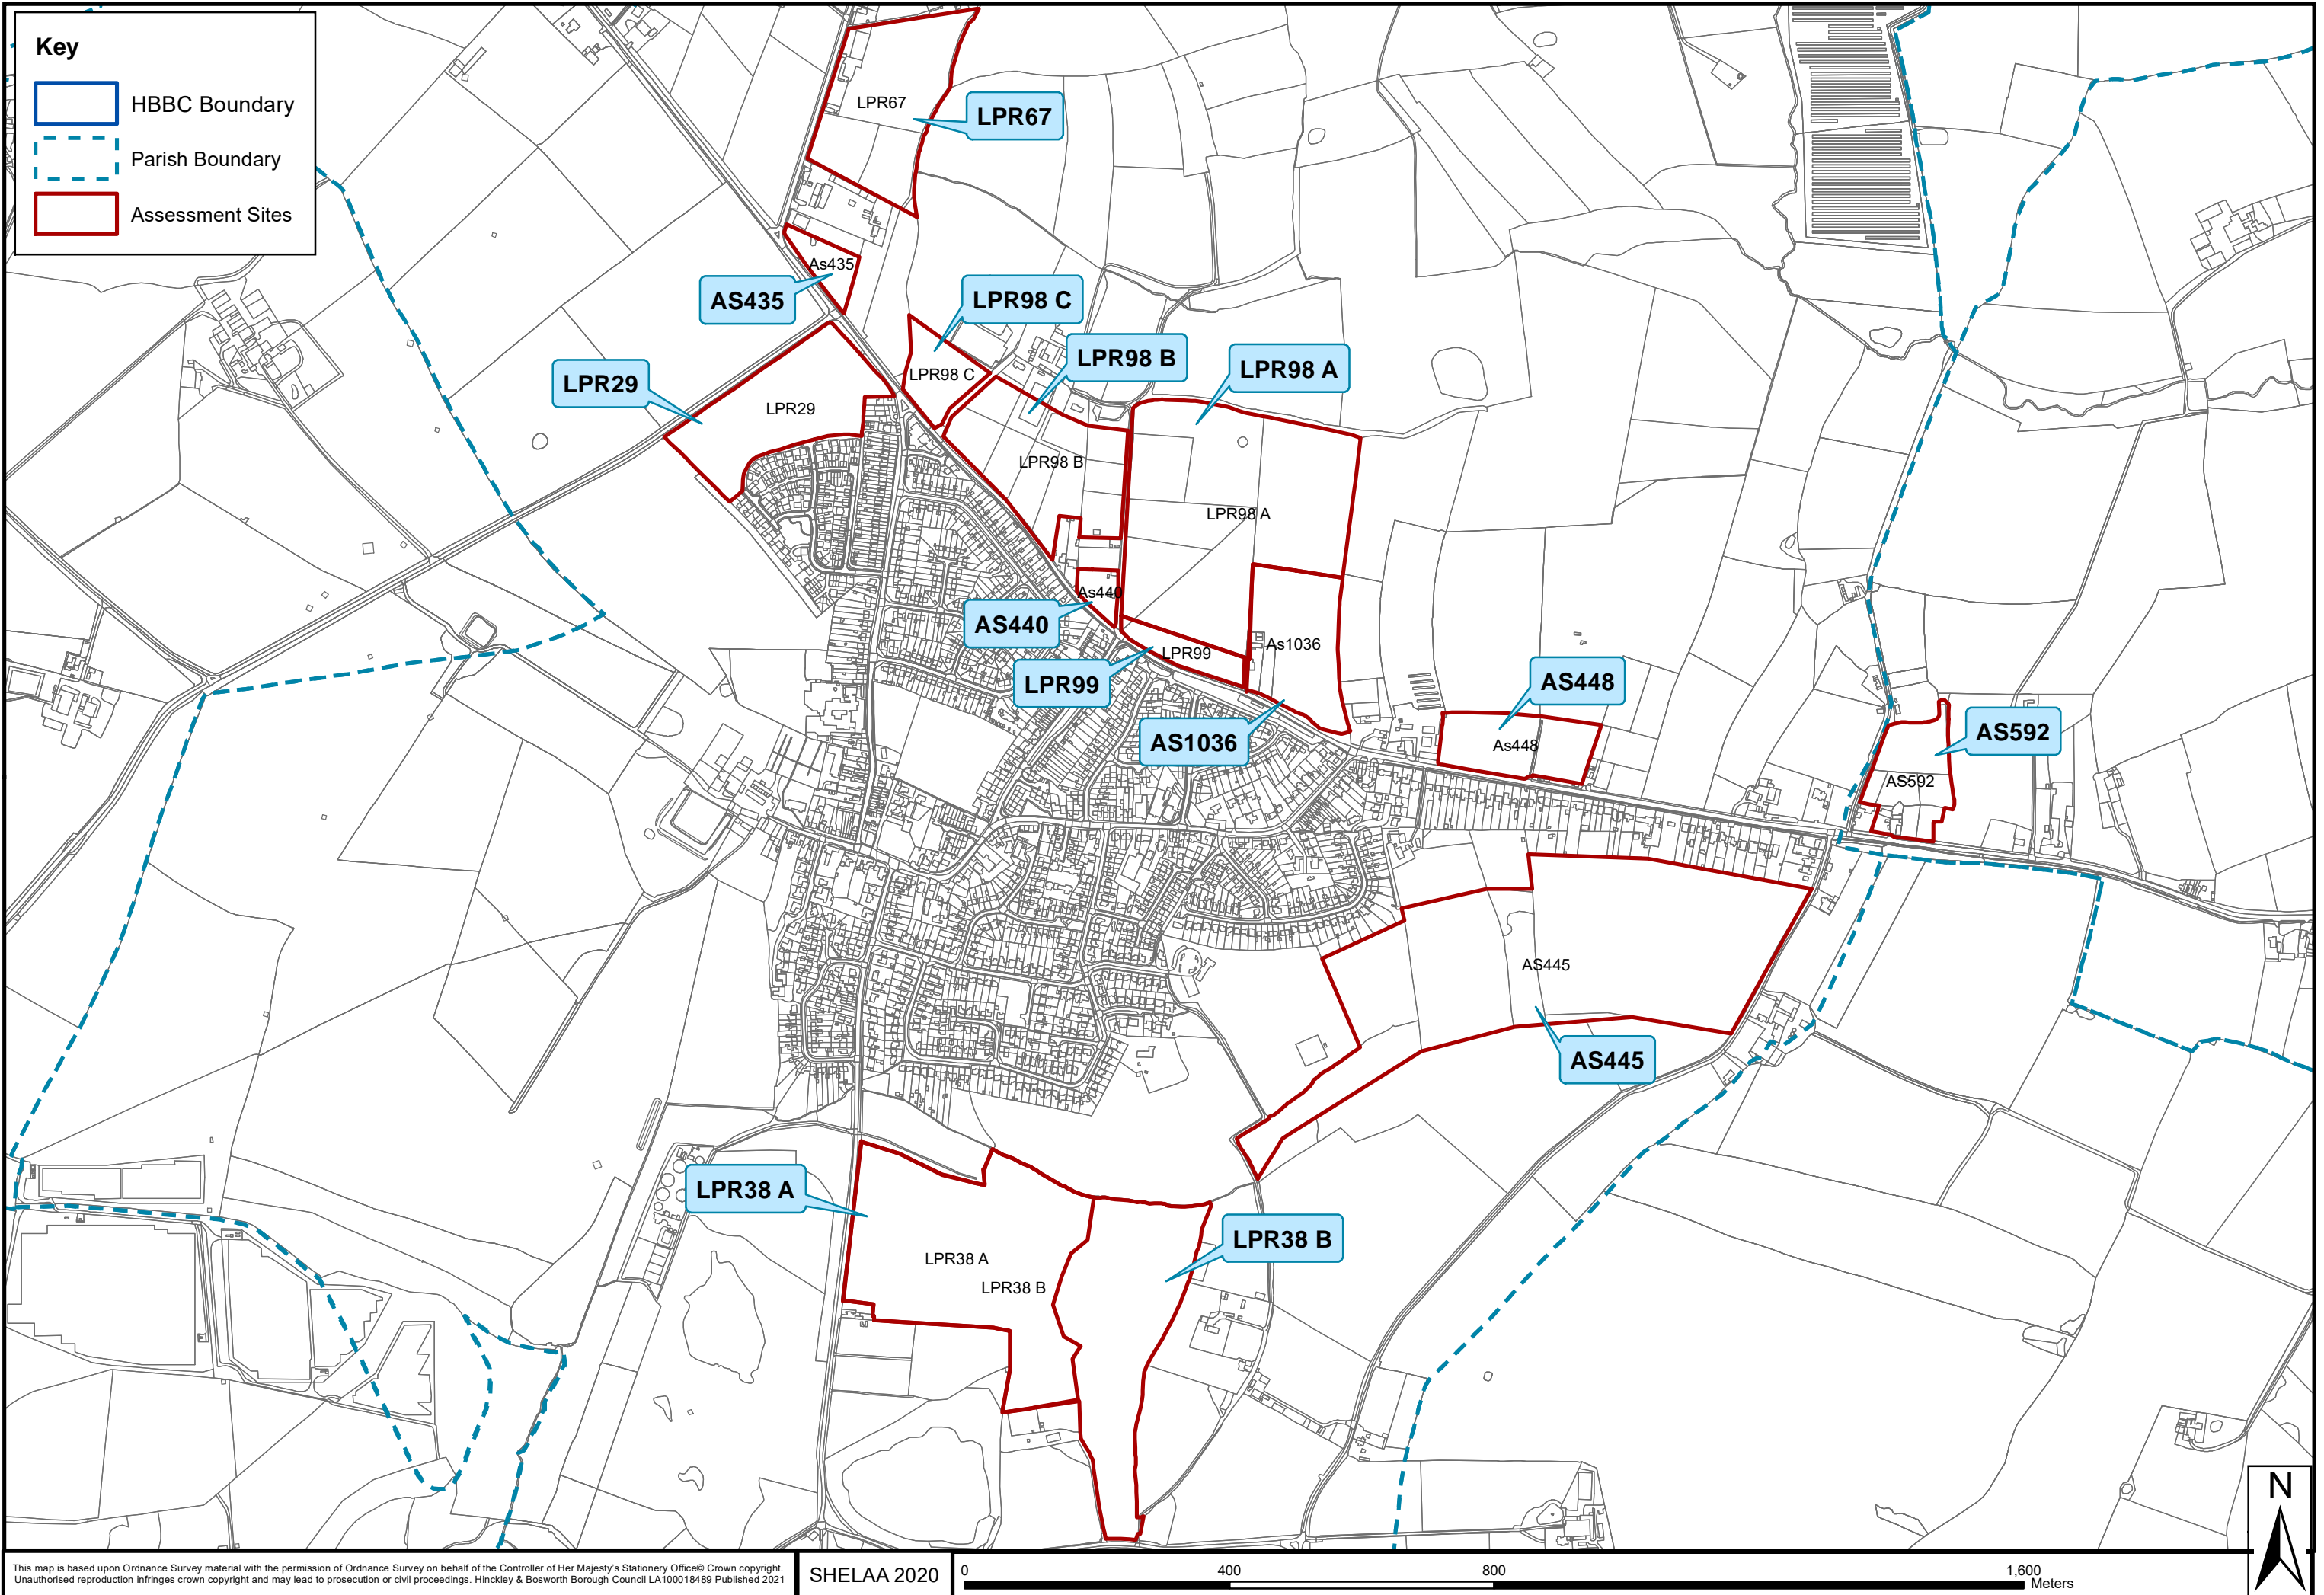 Key
HBBC Boundary
Parish Boundary
Assessment Sites
LPR67
LPR67
As435
AS435
LPR98 C
LPR98 C
LPR98 B
LPR98 B
LPR98 A
LPR98 A
LPR29
LPR29
As440
AS440
LPR99
LPR99
As1036
AS1036
AS448
As448
AS592
AS592
AS445
AS445
LPR38 A
LPR38 A
LPR38 B
LPR38 B
N
This map is based upon Ordnance Survey material with the permission of Ordnance Survey on behalf of the Controller of Her Majesty's Stationery Office© Crown copyright.
Unauthorised reproduction infringes crown copyright and may lead to prosecution or civil proceedings. Hinckley & Bosworth Borough Council LA100018489 Published 2021
SHELAA 2020
0 400 800 1,600
Meters